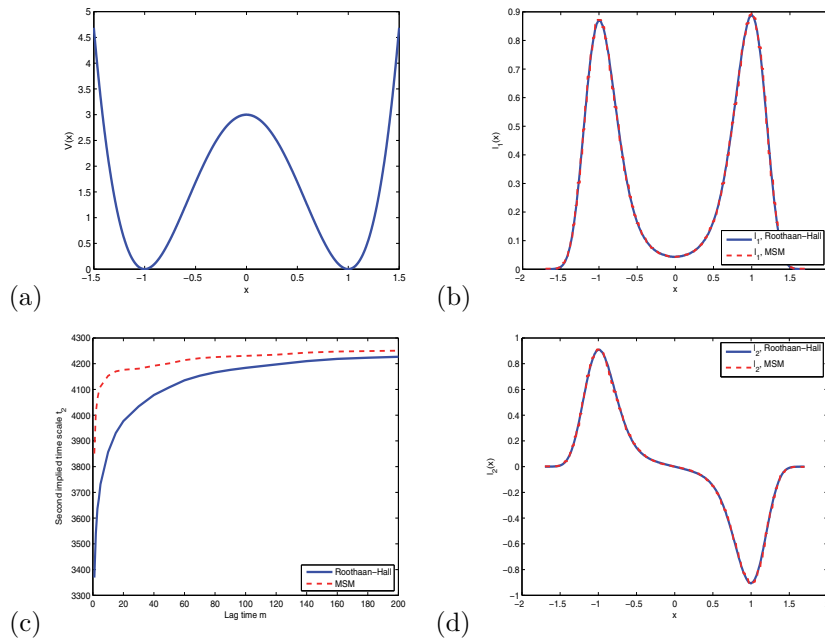 5
4.5
4
3.5
3
2.5
2
1.5
1
0.5
0
V(x)
−1.5 −1 −0.5 0 0.5 1 1.5
x
(a)
0.9
0.8
0.7
0.6
0.5
0.4
0.3
0.2
0.1
0
l1(x)
l1, Roothaan−Hall
l1, MSM
−2 −1.5 −1 −0.5 0 0.5 1 1.5 2
x
(b)
4300
4200
4100
4000
3900
3800
3700
3600
3500
3400
3300
Second implied time scale t2
Roothaan−Hall
MSM
0 20 40 60 80 100 120 140 160 180 200
Lag time m
(c)
1
0.8
0.6
0.4
0.2
0
−0.2
−0.4
−0.6
−0.8
−1
l2(x)
l2, Roothaan−Hall
l2, MSM
−2 −1.5 −1 −0.5 0 0.5 1 1.5 2
x
(d)